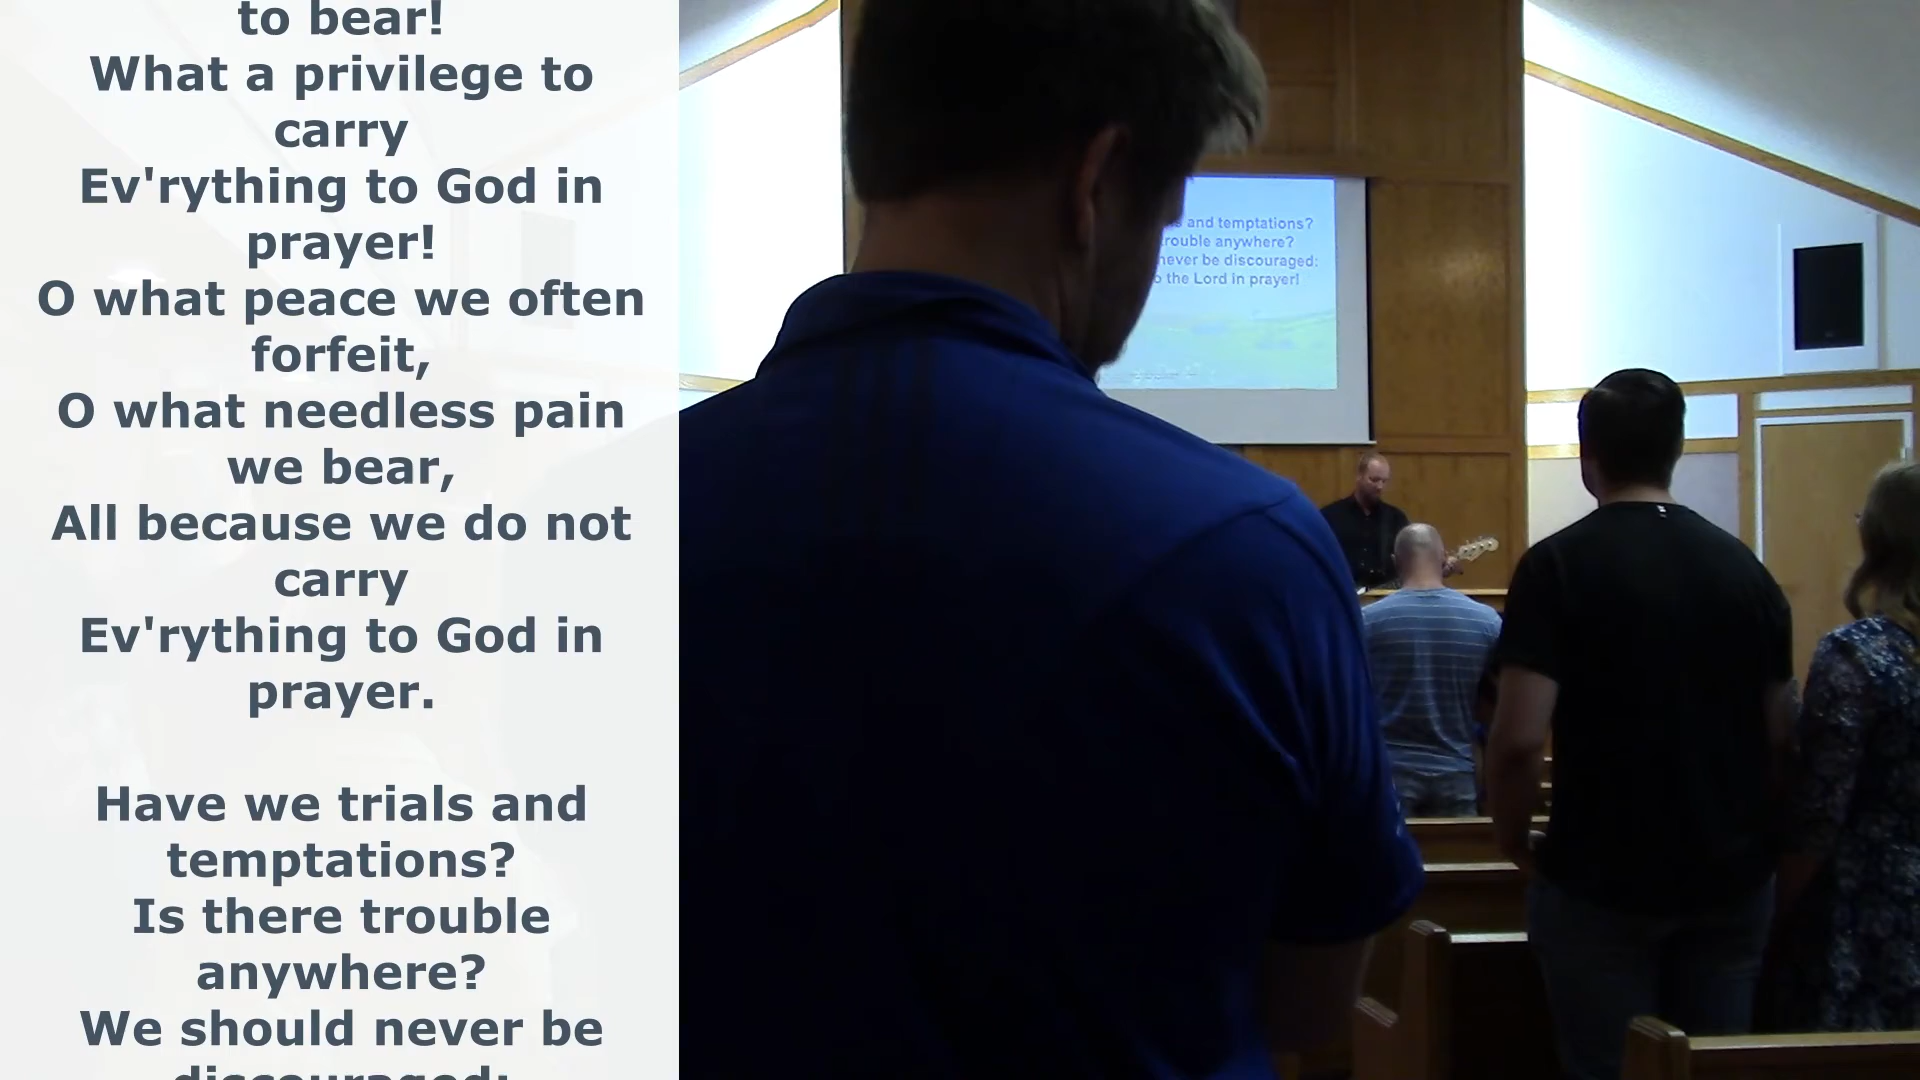 to bear!
What a privilege to
carry
Ev'rything to God in
prayer!
O what peace we often
forfeit,
O what needless pain
we bear,
All because we do not
carry
Ev'rything to God in
prayer.
Have we trials and
temptations?
Is there trouble
anywhere?
We should never be
discouraged:
and temptations?
trouble anywhere?
never be discouraged:
the Lord in prayer!